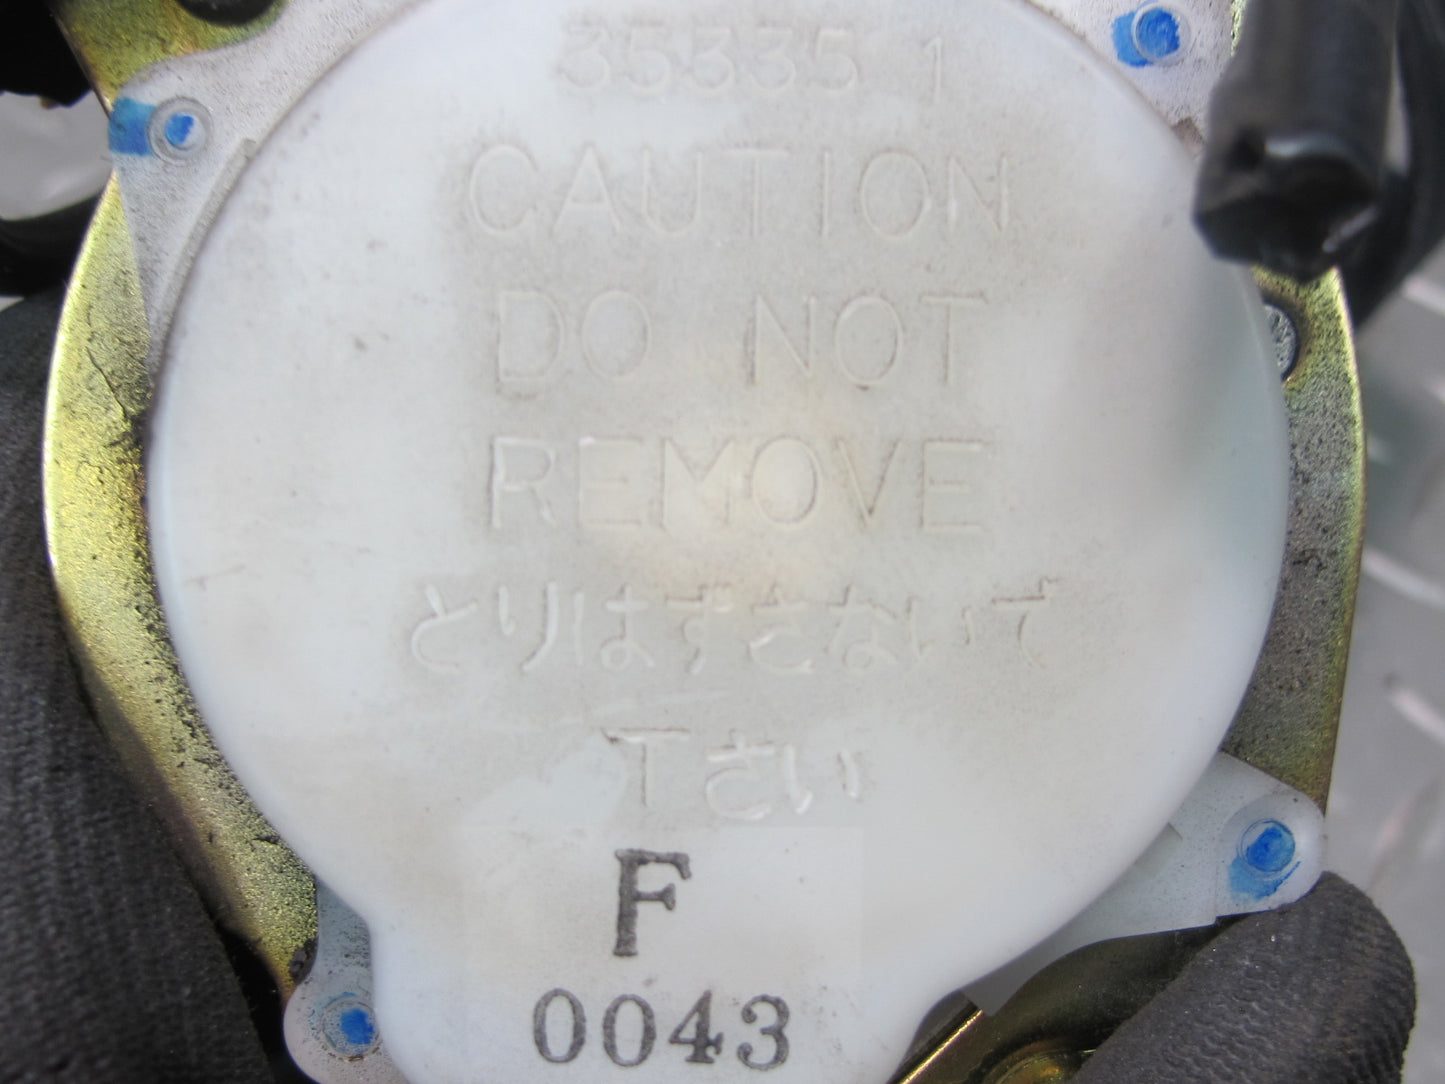 35335 1
CAUTION
DO NOT
REMOVE
とりはずさないで
下さい
F
0043